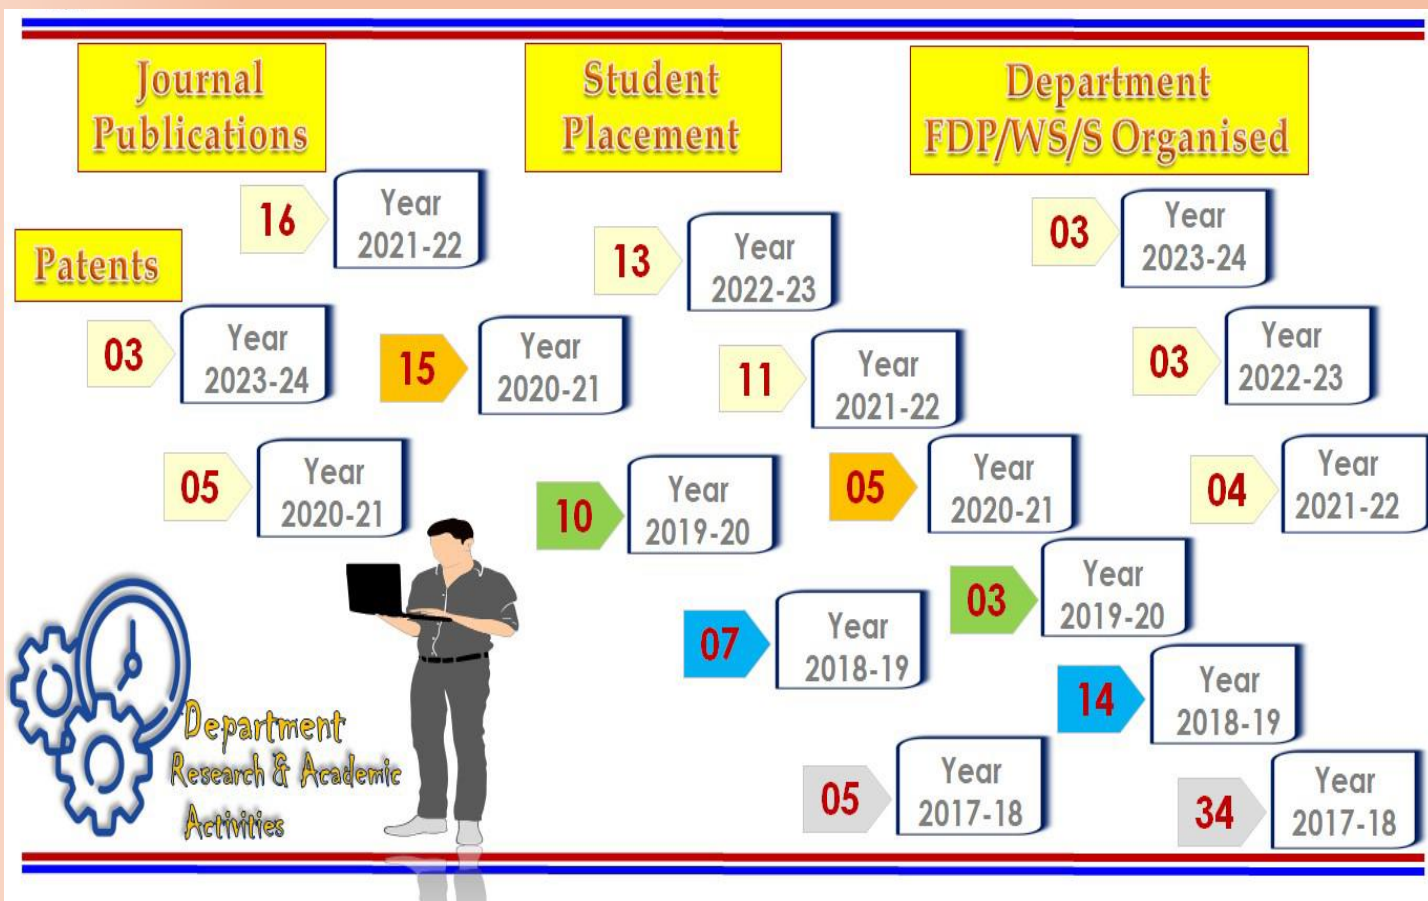 Journal
Publications
16
Year
2021-22
15
Year
2020-21
10
Year
2019-20
07
Year
2018-19
05
Year
2017-18
Student
Placement
13
Year
2022-23
11
Year
2021-22
05
Year
2020-21
03
Year
2019-20
14
Year
2018-19
34
Year
2017-18
Department
FDP/WS/S Organised
03
Year
2023-24
03
Year
2022-23
04
Year
2021-22
Patents
03
Year
2023-24
05
Year
2020-21
Department
Research & Academic
Activities